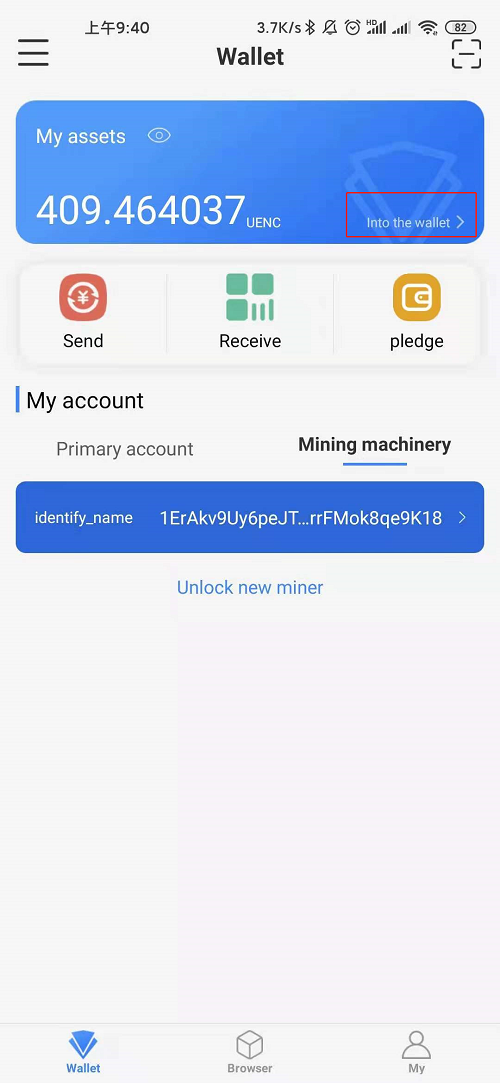 上午9:40 3.7K/s HD 82
Wallet
My assets
409.464037 UENC
Into the wallet
Send Receive pledge
My account
Primary account Mining machinery
identify_name 1ErAkv9Uy6peJT...rrFMok8qe9K18
Unlock new miner
Wallet Browser My